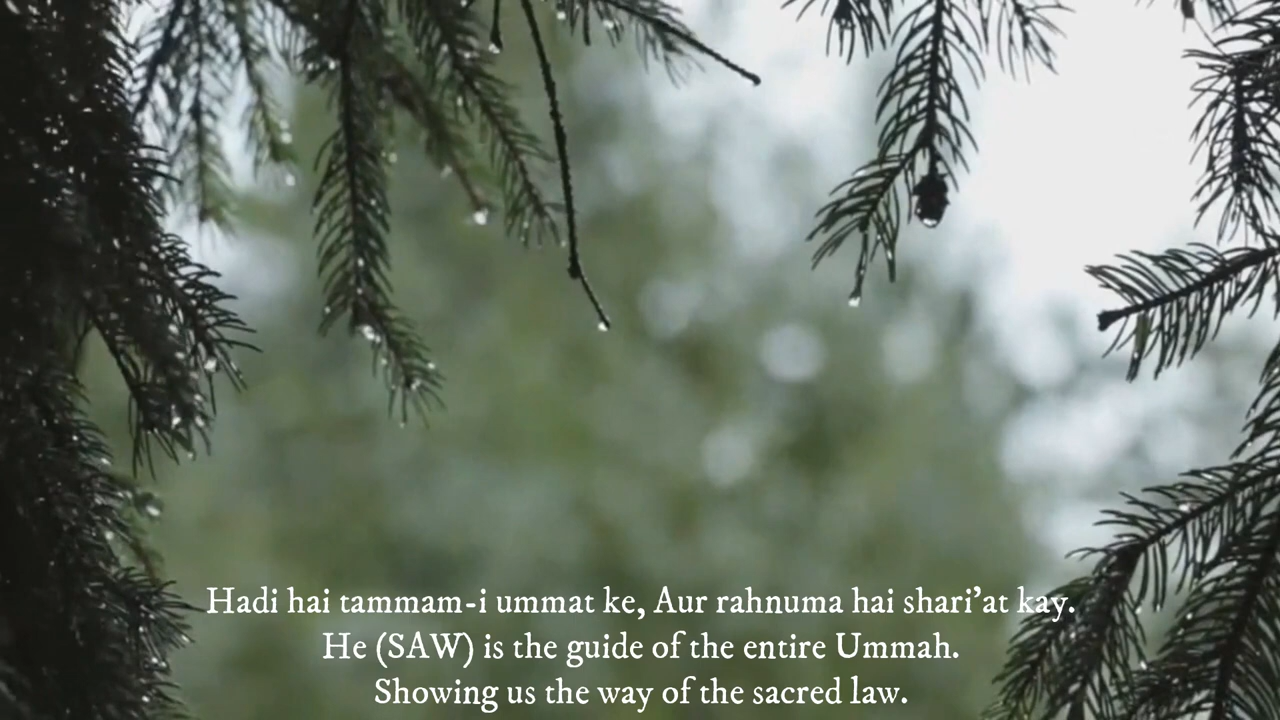 Hadi hai tammam-i ummat ke, Aur rahnuma hai shari'at kay.
He (SAW) is the guide of the entire Ummah.
Showing us the way of the sacred law.